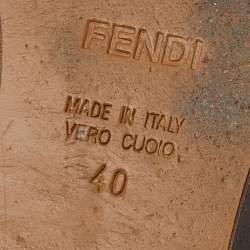 FENDI
MADE IN ITALY
VERO CUOIO
40